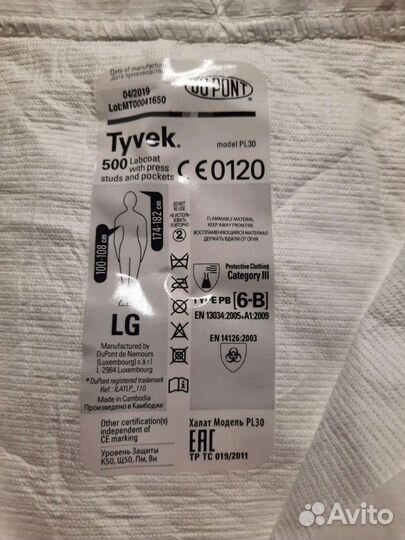 Date of manufacture
Дата производства
04/2019
Lot:MT00041650
DU PONT
Tyvek.
500 Labcoat
with press
studs and pockets
model PL30
CE 0120
174-182 cm
100-108 cm
LG
DO NOT
RE-USE
НЕ ИСПОЛЬ-
ЗОВАТЬ
ПОВТОРНО
2
FLAMMABLE MATERIAL
KEEP AWAY FROM FIRE
ВОСПЛАМЕНЯЮЩИЙСЯ МАТЕРИАЛ
ДЕРЖАТЬ ВДАЛИ ОТ ОГНЯ
Protective Clothing
Category III
TYPE PB [6-B]
EN 13034:2005+A1:2009
EN 14126:2003
Manufactured by
DuPont de Nemours
(Luxembourg) s.à r.l
L-2984 Luxembourg
* DuPont registered trademark
Ref.: ILATLP_110
Made in Cambodia
Произведено в Камбодже
Other certification(s)
independent of
CE marking
Уровень Защиты
К50, Щ50, Пм, Вн
Халат Модель PL30
EAC
ТР ТС 019/2011
Avito